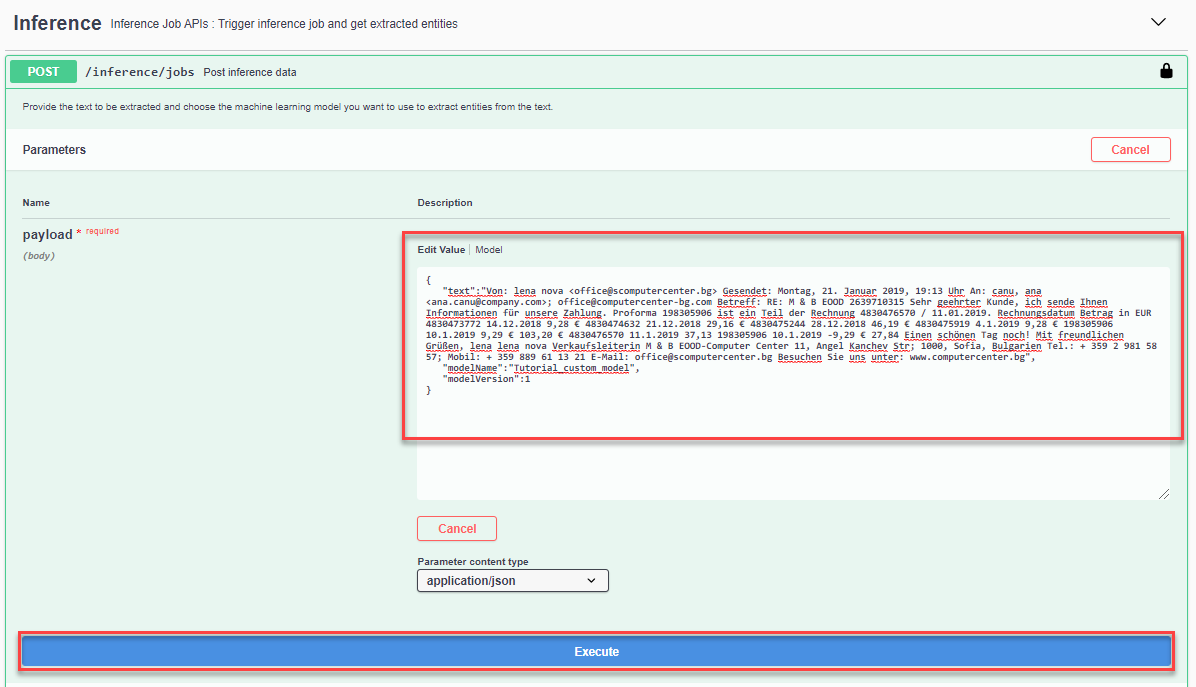 Inference Inference Job APIs : Trigger inference job and get extracted entities
POST /inference/jobs Post inference data
Provide the text to be extracted and choose the machine learning model you want to use to extract entities from the text.
Parameters Cancel
Name Description
payload * required
(body)
Edit Value | Model
{
"text":"Von: lena nova <office@scomputercenter.bg> Gesendet: Montag, 21. Januar 2019, 19:13 Uhr An: canu, ana
<ana.canu@company.com>; office@computercenter-bg.com Betreff: RE: M & B EOOD 2639710315 Sehr geehrter Kunde, ich sende Ihnen
Informationen für unsere Zahlung. Proforma 198305906 ist ein Teil der Rechnung 4830476570 / 11.01.2019. Rechnungsdatum Betrag in EUR
4830473772 14.12.2018 9,28 € 4830474632 21.12.2018 29,16 € 4830475244 28.12.2018 46,19 € 4830475919 4.1.2019 9,28 € 198305906
10.1.2019 9,29 € 103,20 € 4830476570 11.1.2019 37,13 198305906 10.1.2019 -9,29 € 27,84 Einen schönen Tag noch! Mit freundlichen
Grüßen, lena lena nova Verkaufsleiterin M & B EOOD-Computer Center 11, Angel Kanchev Str; 1000, Sofia, Bulgarien Tel.: + 359 2 981 58
57; Mobil: + 359 889 61 13 21 E-Mail: office@scomputercenter.bg Besuchen Sie uns unter: www.computercenter.bg",
"modelName":"Tutorial_custom_model",
"modelVersion":1
}
Cancel
Parameter content type
application/json
Execute